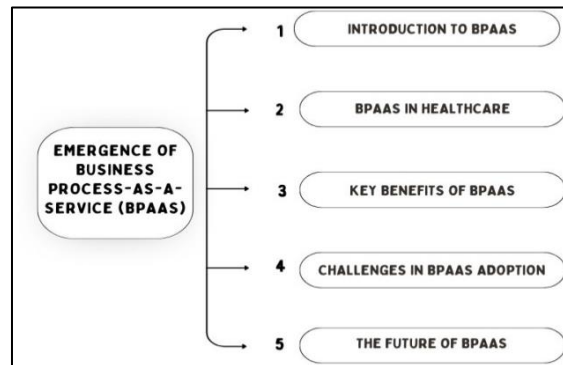 EMERGENCE OF
BUSINESS
PROCESS-AS-A-
SERVICE (BPAAS)
1 INTRODUCTION TO BPAAS
2 BPAAS IN HEALTHCARE
3 KEY BENEFITS OF BPAAS
4 CHALLENGES IN BPAAS ADOPTION
5 THE FUTURE OF BPAAS